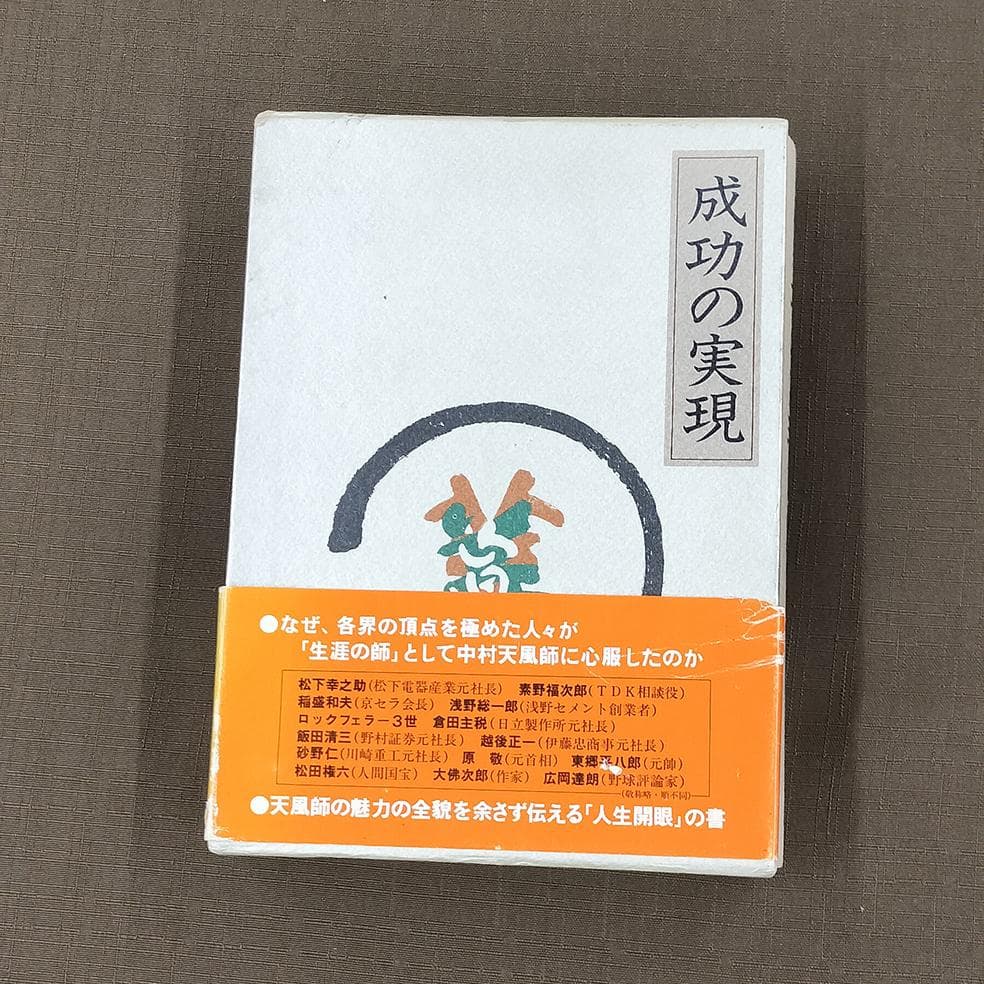 成功の実現
●なぜ、各界の頂点を極めた人々が
「生涯の師」として中村天風師に心服したのか
松下幸之助(松下電器産業元社長) 素野福次郎(TDK相談役)
稲盛和夫(京セラ会長) 浅野総一郎(浅野セメント創業者)
ロックフェラー3世 倉田主税(日立製作所元社長)
飯田清三(野村証券元社長) 越後正一(伊藤忠商事元社長)
砂野仁(川崎重工元社長) 原 敬(元首相) 東郷平八郎(元帥)
松田権六(人間国宝) 大佛次郎(作家) 広岡達朗(野球評論家)
(敬称略・順不同)
●天風師の魅力の全貌を余さず伝える「人生開眼」の書